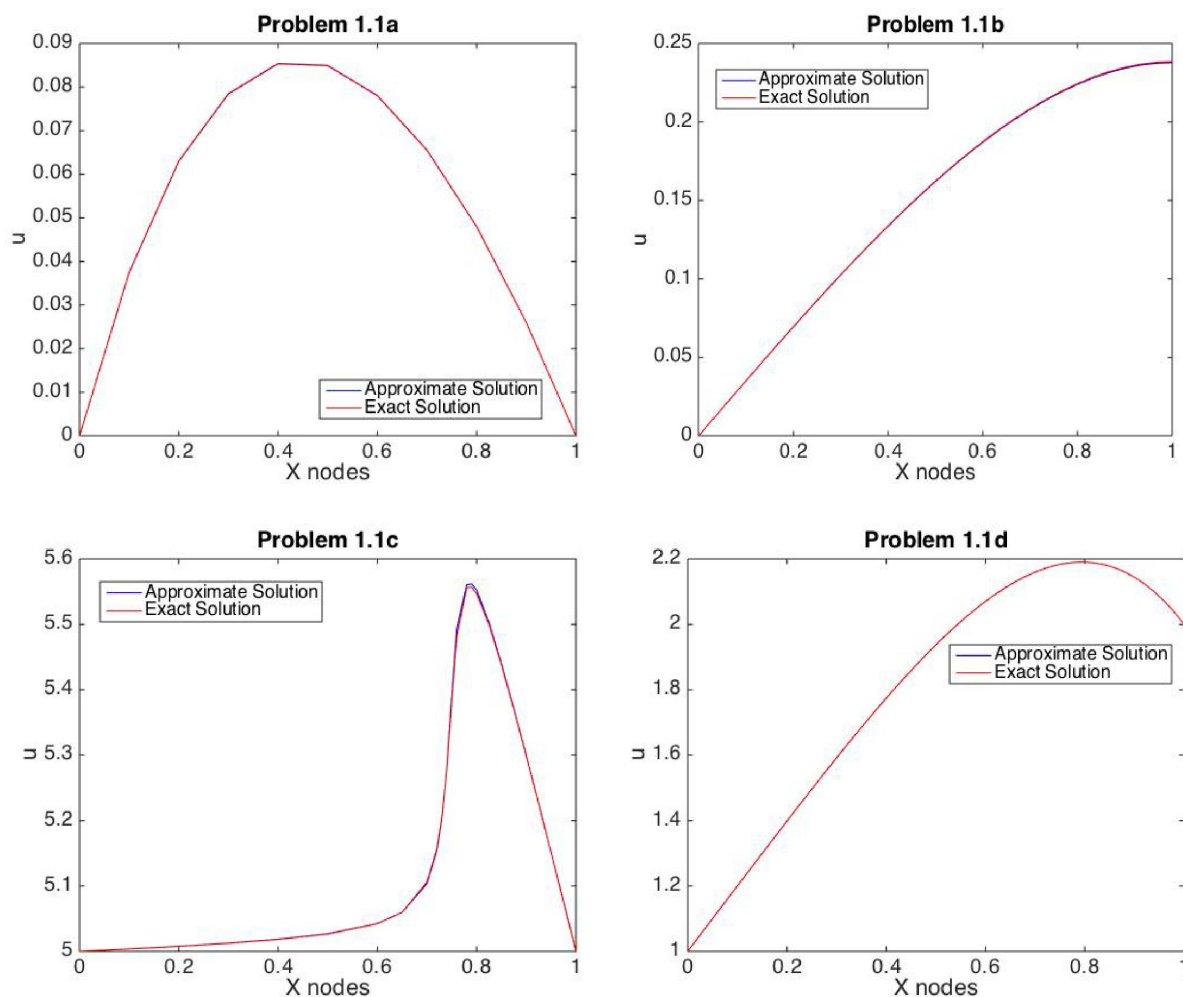 Problem 1.1a
0.09
0.08
0.07
0.06
0.05
0.04
0.03
0.02
0.01
0
u
Approximate Solution
Exact Solution
0 0.2 0.4 0.6 0.8 1
X nodes
Problem 1.1b
0.25
0.2
0.15
0.1
0.05
0
u
Approximate Solution
Exact Solution
0 0.2 0.4 0.6 0.8 1
X nodes
Problem 1.1c
5.6
5.5
5.4
5.3
5.2
5.1
5
u
Approximate Solution
Exact Solution
0 0.2 0.4 0.6 0.8 1
X nodes
Problem 1.1d
2.2
2
1.8
1.6
1.4
1.2
1
u
Approximate Solution
Exact Solution
0 0.2 0.4 0.6 0.8 1
X nodes